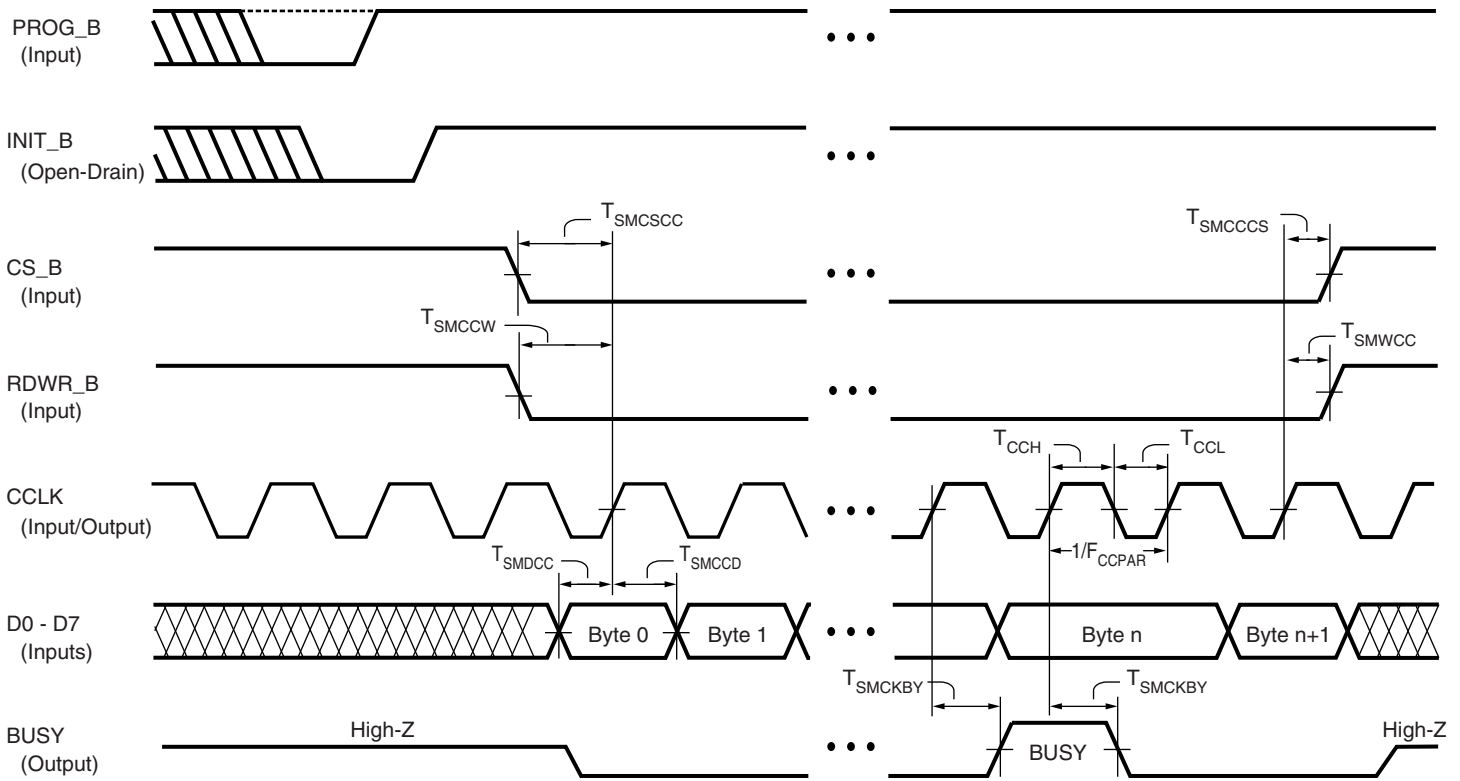 PROG_B
(Input)
INIT_B
(Open-Drain)
T_SMCSCC
T_SMCCCS
CS_B
(Input)
T_SMCCW
T_SMWCC
RDWR_B
(Input)
T_CCH
T_CCL
CCLK
(Input/Output)
T_SMDCC
T_SMCCD
1/F_CCPAR
D0 - D7
(Inputs)
Byte 0
Byte 1
Byte n
Byte n+1
T_SMCKBY
T_SMCKBY
BUSY
(Output)
High-Z
BUSY
High-Z